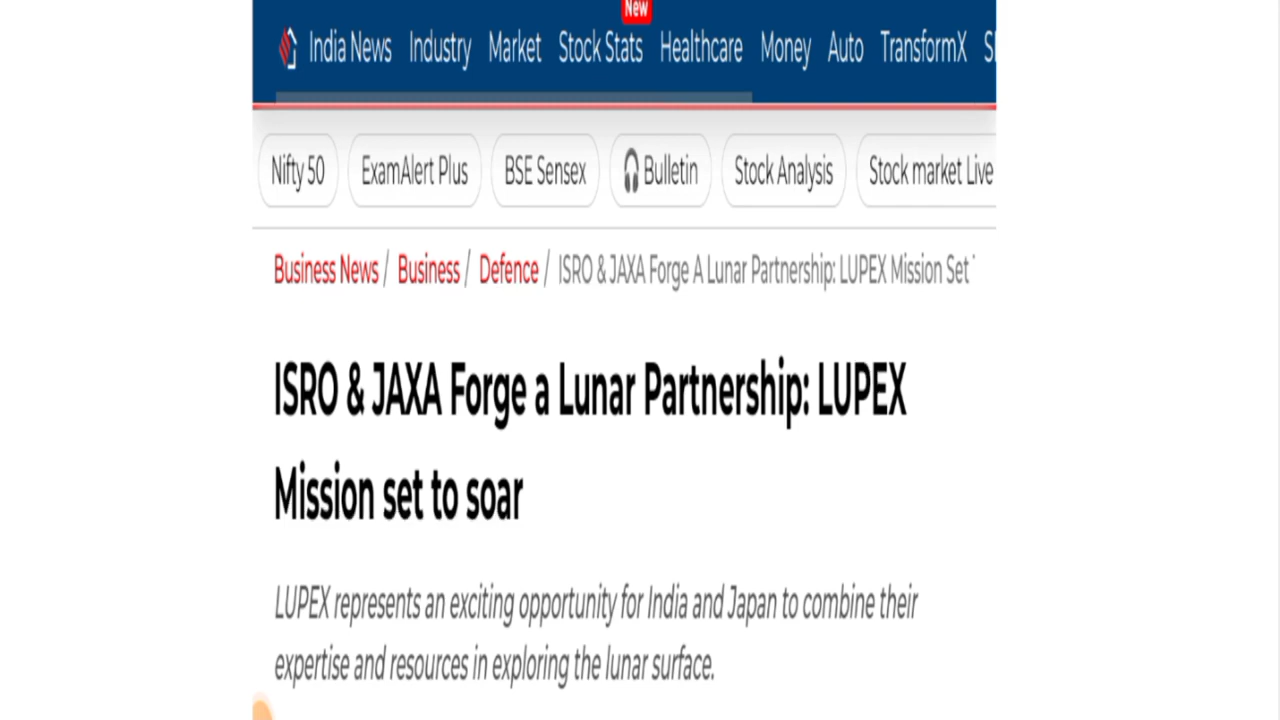 New
India News Industry Market Stock Stats Healthcare Money Auto TransformX
Nifty 50 ExamAlert Plus BSE Sensex Bulletin Stock Analysis Stock market Live
Business News / Business / Defence / ISRO & JAXA Forge A Lunar Partnership: LUPEX Mission Set
ISRO & JAXA Forge a Lunar Partnership: LUPEX
Mission set to soar
LUPEX represents an exciting opportunity for India and Japan to combine their
expertise and resources in exploring the lunar surface.